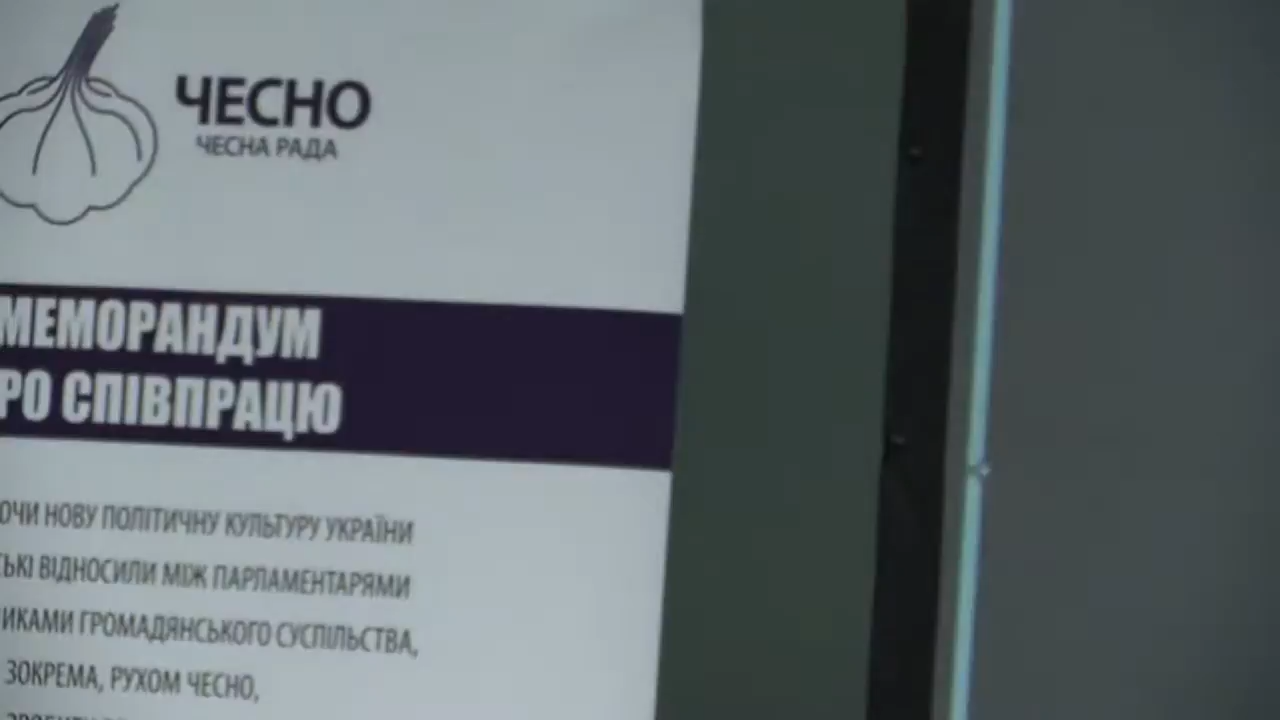 ЧЕСНО
ЧЕСНА РАДА
МЕМОРАНДУМ
РО СПІВПРАЦЮ
ОЧИ НОВУ ПОЛІТИЧНУ КУЛЬТУРУ УКРАЇНИ
ЬКІ ВІДНОСИЛИ МІЖ ПАРЛАМЕНТАРЯМИ
ИКАМИ ГРОМАДЯНСЬКОГО СУСПІЛЬСТВА,
ЗОКРЕМА, РУХОМ ЧЕСНО,